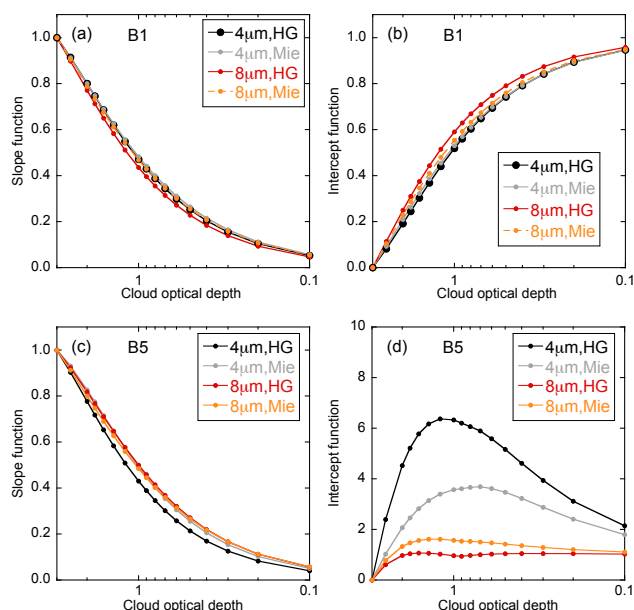 (a) B1
4μm,HG
4μm,Mie
8μm,HG
8μm,Mie
Slope function
1.0
0.8
0.6
0.4
0.2
0.0
1
0.1
Cloud optical depth
(b) B1
4μm,HG
4μm,Mie
8μm,HG
8μm,Mie
Intercept function
1.0
0.8
0.6
0.4
0.2
0.0
1
0.1
Cloud optical depth
(c) B5
4μm,HG
4μm,Mie
8μm,HG
8μm,Mie
Slope function
1.0
0.8
0.6
0.4
0.2
0.0
1
0.1
Cloud optical depth
(d) B5
4μm,HG
4μm,Mie
8μm,HG
8μm,Mie
Intercept function
10
8
6
4
2
0
1
0.1
Cloud optical depth